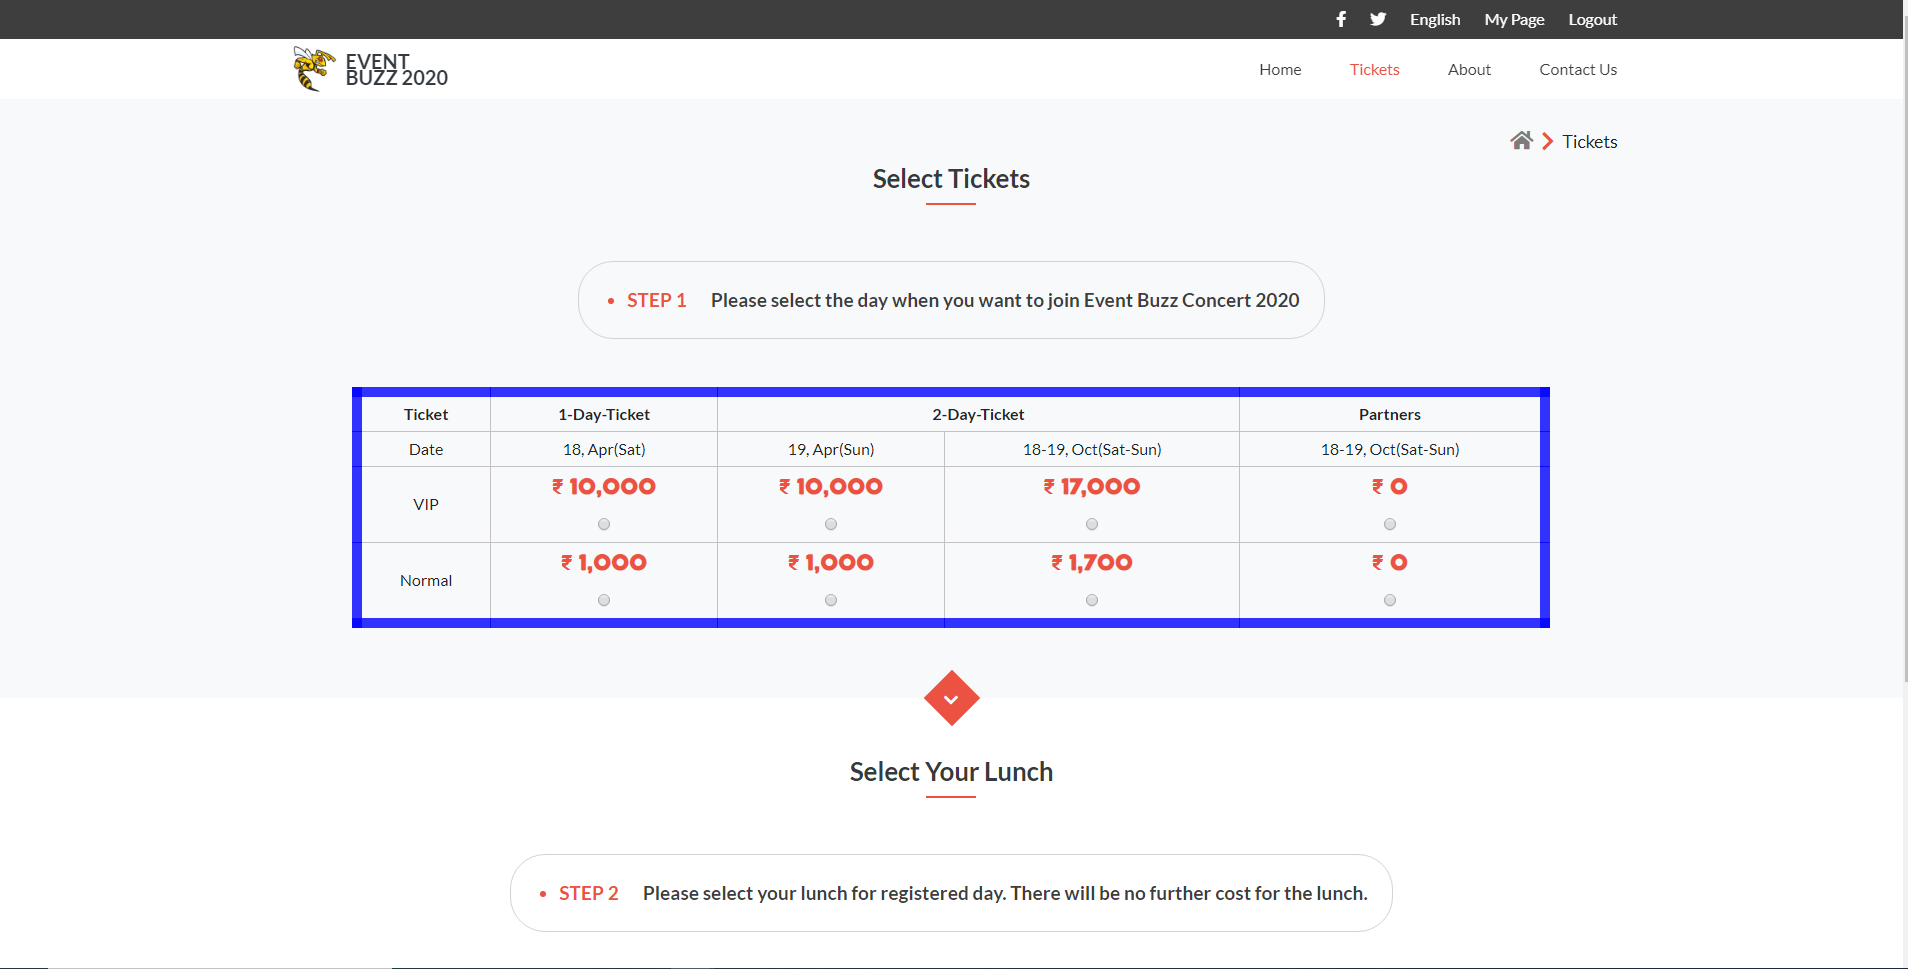 English My Page Logout
EVENT
BUZZ 2020
Home Tickets About Contact Us
Tickets
Select Tickets
• STEP 1 Please select the day when you want to join Event Buzz Concert 2020
Ticket 1-Day-Ticket 2-Day-Ticket Partners
Date 18, Apr(Sat) 19, Apr(Sun) 18-19, Oct(Sat-Sun) 18-19, Oct(Sat-Sun)
VIP ₹ 10,000 ₹ 10,000 ₹ 17,000 ₹ 0
Normal ₹ 1,000 ₹ 1,000 ₹ 1,700 ₹ 0
Select Your Lunch
• STEP 2 Please select your lunch for registered day. There will be no further cost for the lunch.